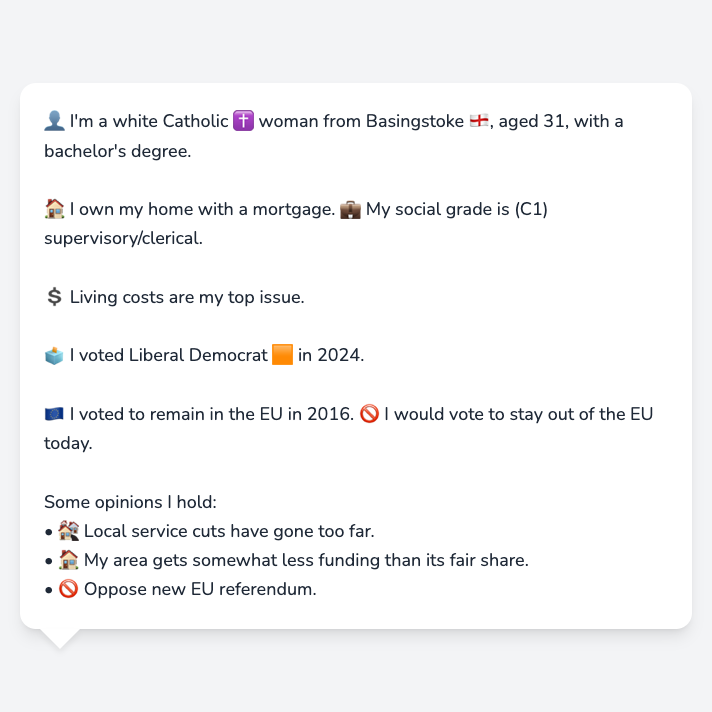 👤 I'm a white Catholic ✝️ woman from Basingstoke 🏴󠁧󠁢󠁥󠁮󠁧󠁿, aged 31, with a
bachelor's degree.
🏠 I own my home with a mortgage. 💼 My social grade is (C1)
supervisory/clerical.
💲 Living costs are my top issue.
🗳️ I voted Liberal Democrat 🟧 in 2024.
🇪🇺 I voted to remain in the EU in 2016. 🚫 I would vote to stay out of the EU
today.
Some opinions I hold:
• 🏚️ Local service cuts have gone too far.
• 🏠 My area gets somewhat less funding than its fair share.
• 🚫 Oppose new EU referendum.